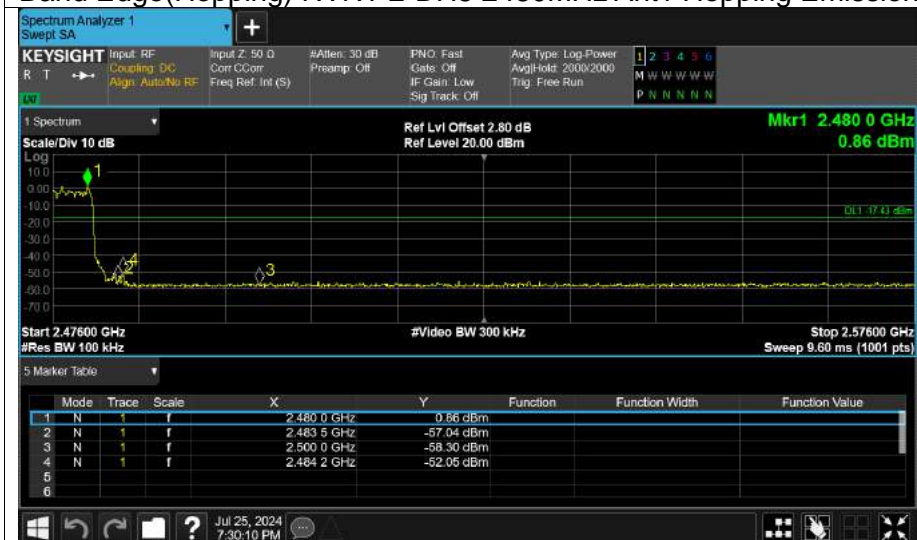 Spectrum Analyzer 1
Swept SA
+
KEYSIGHT Input: RF Input Z: 50 Ω #Atten: 30 dB PNO: Fast Avg Type: Log-Power 1 2 3 4 5 6
R T Coupling: DC Corr CCorr Preamp: Off Gate: Off Avg|Hold: 2000/2000 M W W W W W
Align: Auto/No RF Freq Ref: Int (S) IF Gain: Low Trig: Free Run P N N N N N
LXI Sig Track: Off
1 Spectrum Ref Lvl Offset 2.80 dB Mkr1 2.480 0 GHz
Scale/Div 10 dB Ref Level 20.00 dBm 0.86 dBm
Log
10.0 1
0.00
-10.0 DL1 -17.43 dBm
-20.0
-30.0
-40.0 4
-50.0 2 3
-60.0
-70.0
Start 2.47600 GHz #Video BW 300 kHz Stop 2.57600 GHz
#Res BW 100 kHz Sweep 9.60 ms (1001 pts)
5 Marker Table
Mode Trace Scale X Y Function Function Width Function Value
1 N 1 f 2.480 0 GHz 0.86 dBm
2 N 1 f 2.483 5 GHz -57.04 dBm
3 N 1 f 2.500 0 GHz -58.30 dBm
4 N 1 f 2.484 2 GHz -52.05 dBm
5
6
? Jul 25, 2024
7:30:10 PM